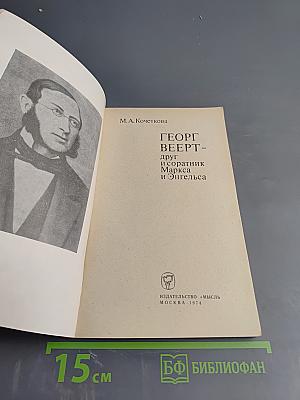 М. А. Кочеткова
ГЕОРГ
ВЕЕРТ–
друг
и соратник
Маркса
и Энгельса
ИЗДАТЕЛЬСТВО «МЫСЛЬ»
МОСКВА · 1974
15 см
БФ БИБЛИОФАН